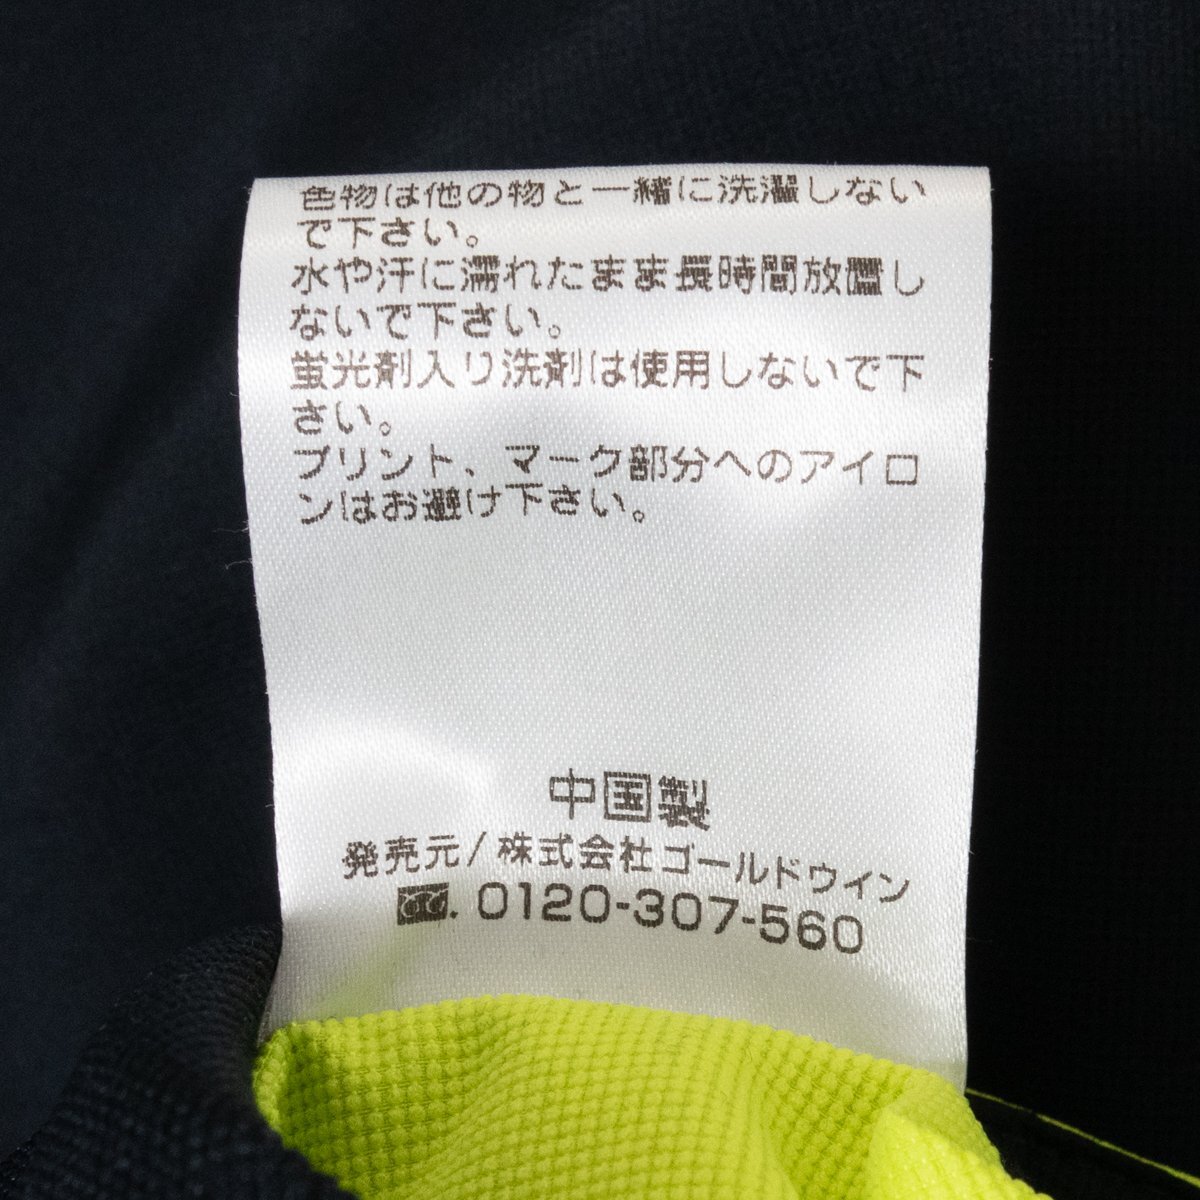 色物は他の物と一緒に洗濯しない
で下さい。
水や汗に濡れたまま長時間放置し
ないで下さい。
蛍光剤入り洗剤は使用しないで下
さい。
プリント、マーク部分へのアイロ
ンはお避け下さい。
中国製
発売元/株式会社ゴールドウイン
0120-307-560